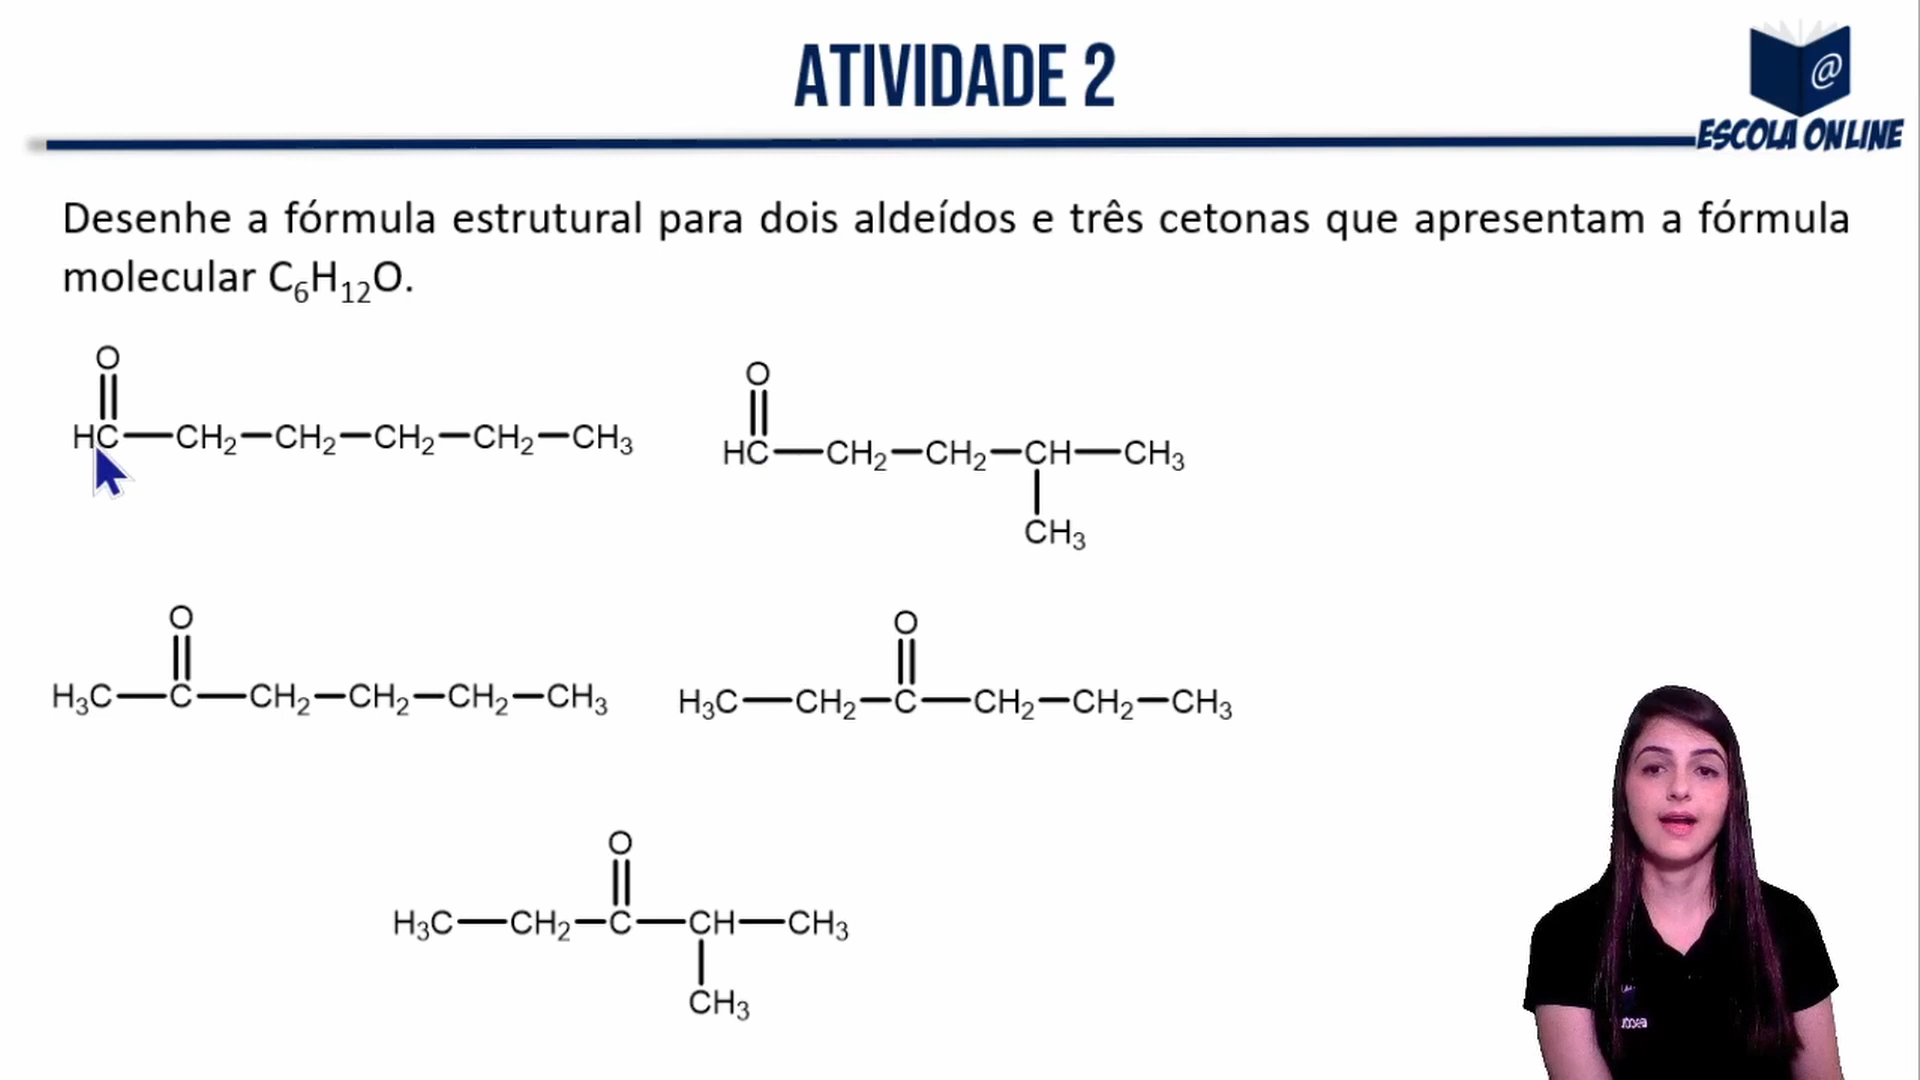 ATIVIDADE 2
@
ESCOLA ONLINE
Desenhe a fórmula estrutural para dois aldeídos e três cetonas que apresentam a fórmula
molecular C₆H₁₂O.
O
HC—CH₂—CH₂—CH₂—CH₂—CH₃
O
HC—CH₂—CH₂—CH—CH₃
CH₃
O
H₃C—C—CH₂—CH₂—CH₂—CH₃
O
H₃C—CH₂—C—CH₂—CH₂—CH₃
O
H₃C—CH₂—C—CH—CH₃
CH₃